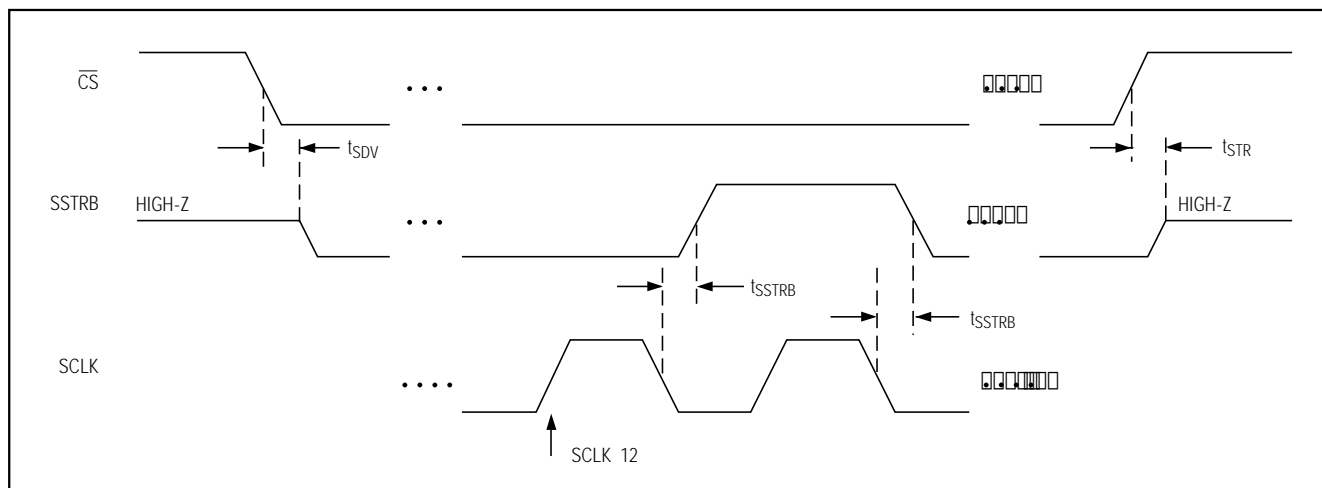 CS
tSDV
tSTR
SSTRB
HIGH-Z
HIGH-Z
tSSTRB
tSSTRB
SCLK
SCLK 12